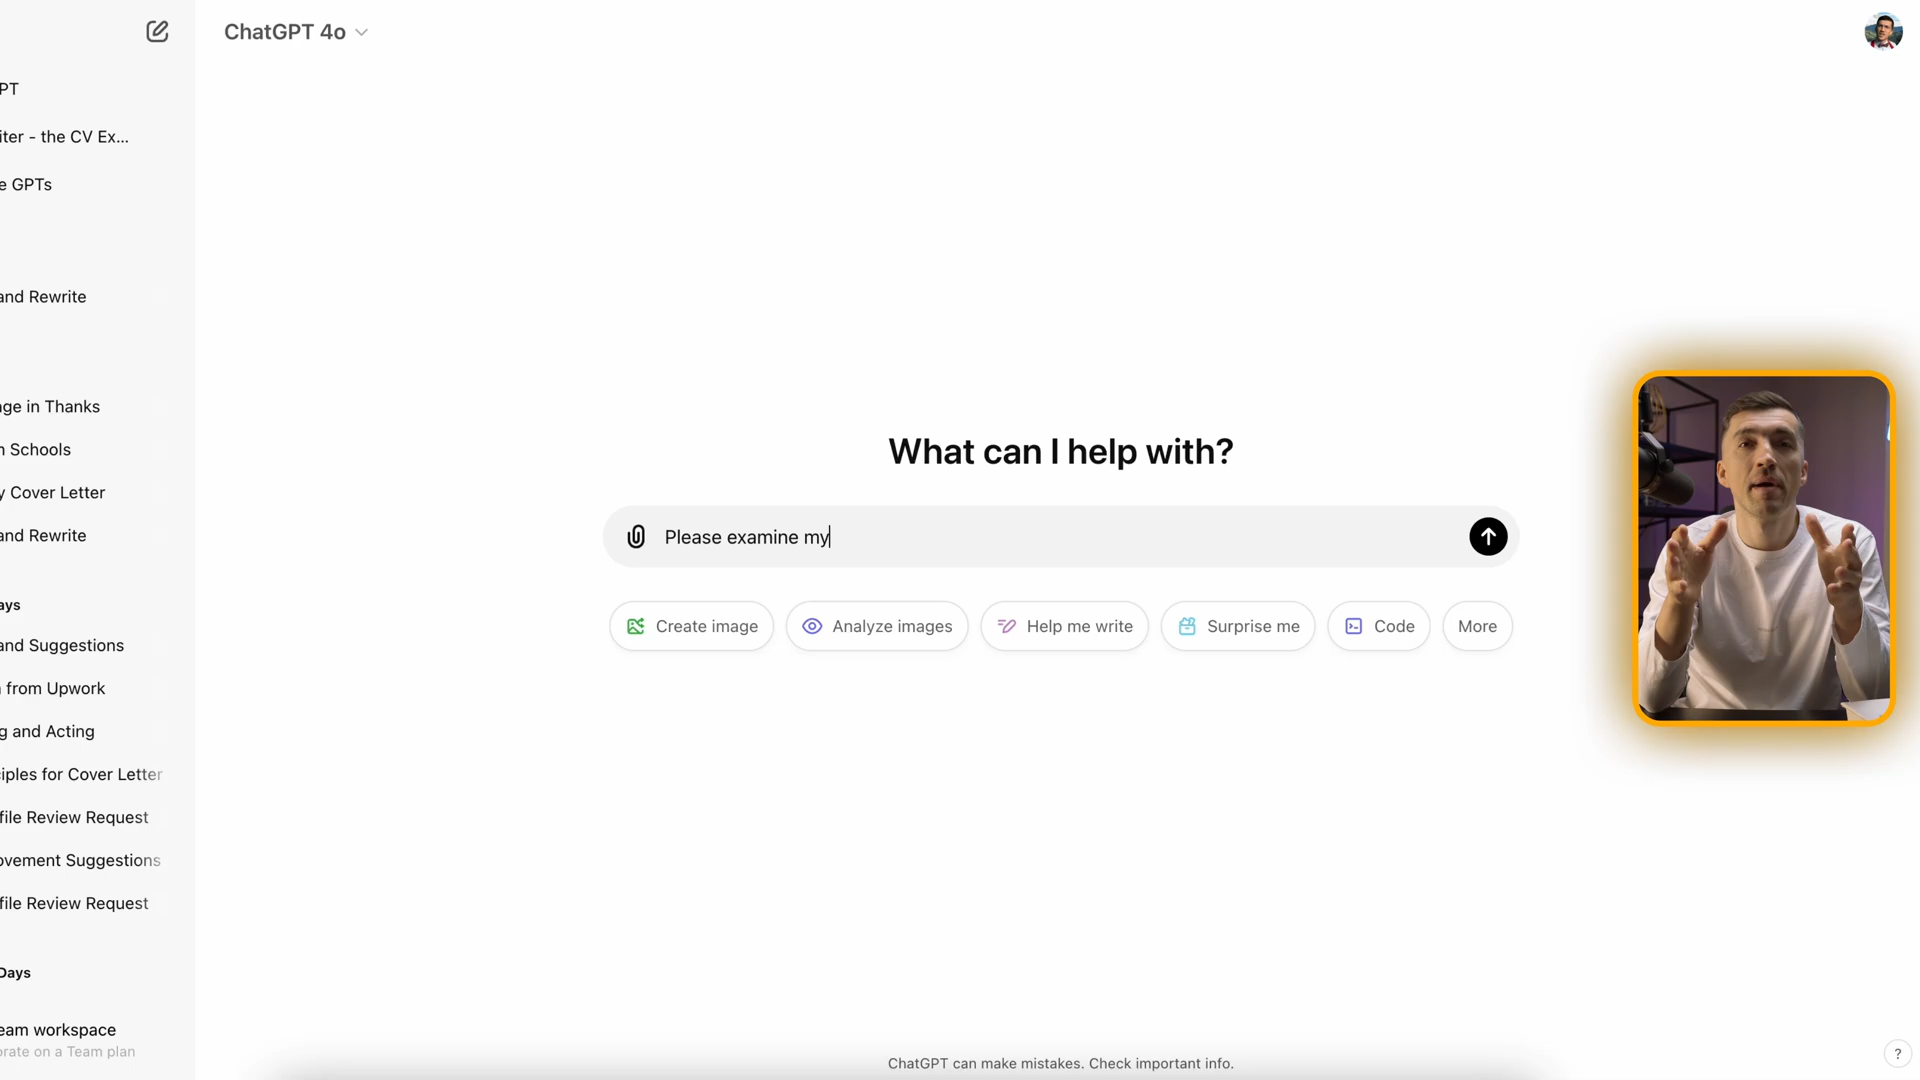 ChatGPT 4o
PT
iter - the CV Ex...
e GPTs
and Rewrite
age in Thanks
n Schools
y Cover Letter
and Rewrite
ays
and Suggestions
n from Upwork
g and Acting
ciples for Cover Letter
file Review Request
ovement Suggestions
file Review Request
Days
eam workspace
orate on a Team plan
What can I help with?
Please examine my
Create image
Analyze images
Help me write
Surprise me
Code
More
ChatGPT can make mistakes. Check important info.
?